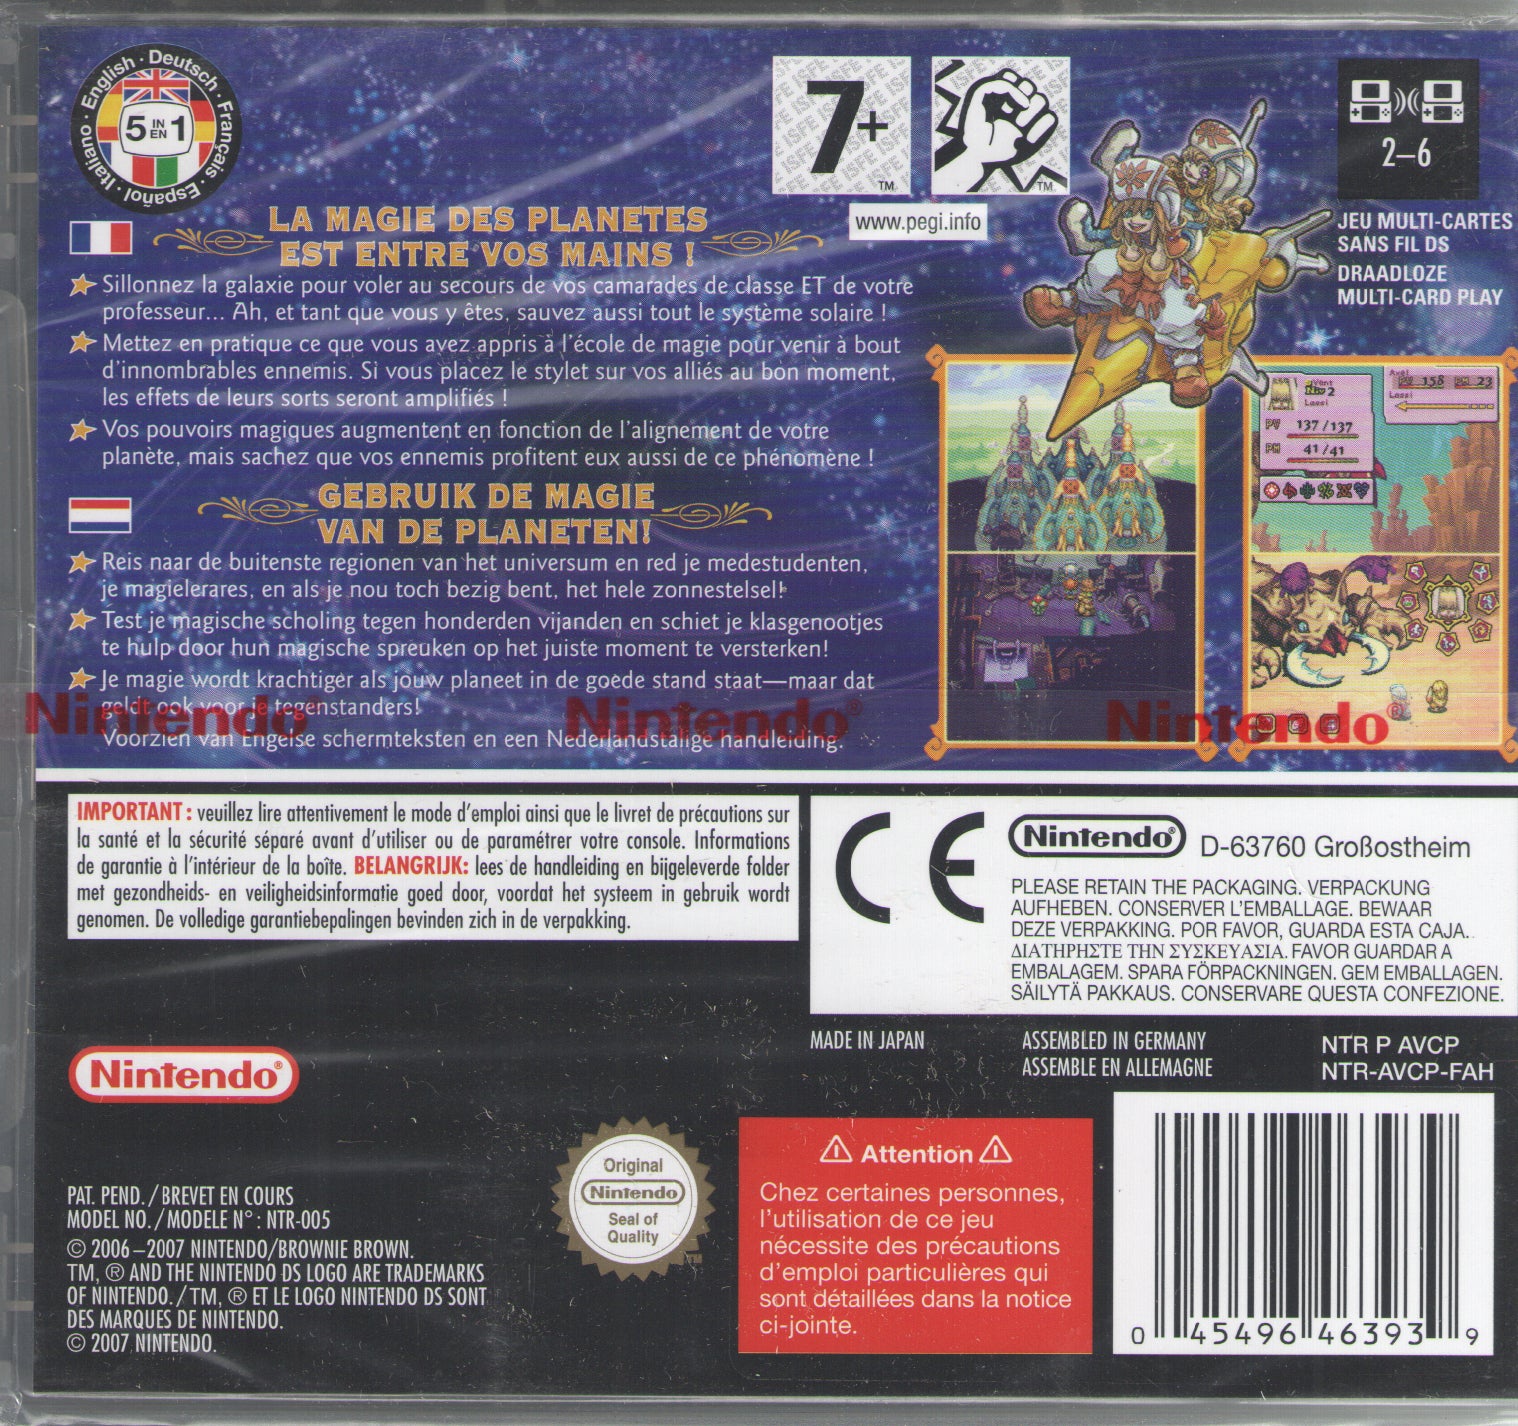 English · Deutsch · Français · Español · Italiano ·
5 IN EN 1
7+
TM
TM
www.pegi.info
2–6
JEU MULTI-CARTES
SANS FIL DS
DRAADLOZE
MULTI-CARD PLAY
LA MAGIE DES PLANETES
EST ENTRE VOS MAINS !
Sillonnez la galaxie pour voler au secours de vos camarades de classe ET de votre
professeur... Ah, et tant que vous y êtes, sauvez aussi tout le système solaire !
Mettez en pratique ce que vous avez appris à l'école de magie pour venir à bout
d'innombrables ennemis. Si vous placez le stylet sur vos alliés au bon moment,
les effets de leurs sorts seront amplifiés !
Vos pouvoirs magiques augmentent en fonction de l'alignement de votre
planète, mais sachez que vos ennemis profitent eux aussi de ce phénomène !
GEBRUIK DE MAGIE
VAN DE PLANETEN!
Reis naar de buitenste regionen van het universum en red je medestudenten,
je magielerares, en als je nou toch bezig bent, het hele zonnestelsel!
Test je magische scholing tegen honderden vijanden en schiet je klasgenootjes
te hulp door hun magische spreuken op het juiste moment te versterken!
Je magie wordt krachtiger als jouw planeet in de goede stand staat—maar dat
geldt ook voor je tegenstanders!
Voorzien van Engelse schermteksten en een Nederlandstalige handleiding.
Niv 2
Lassi
PV 137/137
PM 41/41
Axel
158 23
Lassi
Nintendo® Nintendo® Nintendo®
IMPORTANT : veuillez lire attentivement le mode d'emploi ainsi que le livret de précautions sur
la santé et la sécurité séparé avant d'utiliser ou de paramétrer votre console. Informations
de garantie à l'intérieur de la boîte. BELANGRIJK: lees de handleiding en bijgeleverde folder
met gezondheids- en veiligheidsinformatie goed door, voordat het systeem in gebruik wordt
genomen. De volledige garantiebepalingen bevinden zich in de verpakking.
CE
Nintendo® D-63760 Großostheim
PLEASE RETAIN THE PACKAGING. VERPACKUNG
AUFHEBEN. CONSERVER L'EMBALLAGE. BEWAAR
DEZE VERPAKKING. POR FAVOR, GUARDA ESTA CAJA.
ΔΙΑΤΗΡΗΣΤΕ ΤΗΝ ΣΥΣΚΕΥΑΣΙΑ. FAVOR GUARDAR A
EMBALAGEM. SPARA FÖRPACKNINGEN. GEM EMBALLAGEN.
SÄILYTÄ PAKKAUS. CONSERVARE QUESTA CONFEZIONE.
MADE IN JAPAN
ASSEMBLED IN GERMANY
ASSEMBLE EN ALLEMAGNE
NTR P AVCP
NTR-AVCP-FAH
Nintendo®
PAT. PEND. / BREVET EN COURS
MODEL NO. / MODELE N° : NTR-005
© 2006–2007 NINTENDO/BROWNIE BROWN.
TM, ® AND THE NINTENDO DS LOGO ARE TRADEMARKS
OF NINTENDO. / TM, ® ET LE LOGO NINTENDO DS SONT
DES MARQUES DE NINTENDO.
© 2007 NINTENDO.
Original
Nintendo
Seal of
Quality
TM
Attention
Chez certaines personnes,
l'utilisation de ce jeu
nécessite des précautions
d'emploi particulières qui
sont détaillées dans la notice
ci-jointe.
0 45496 46393 9